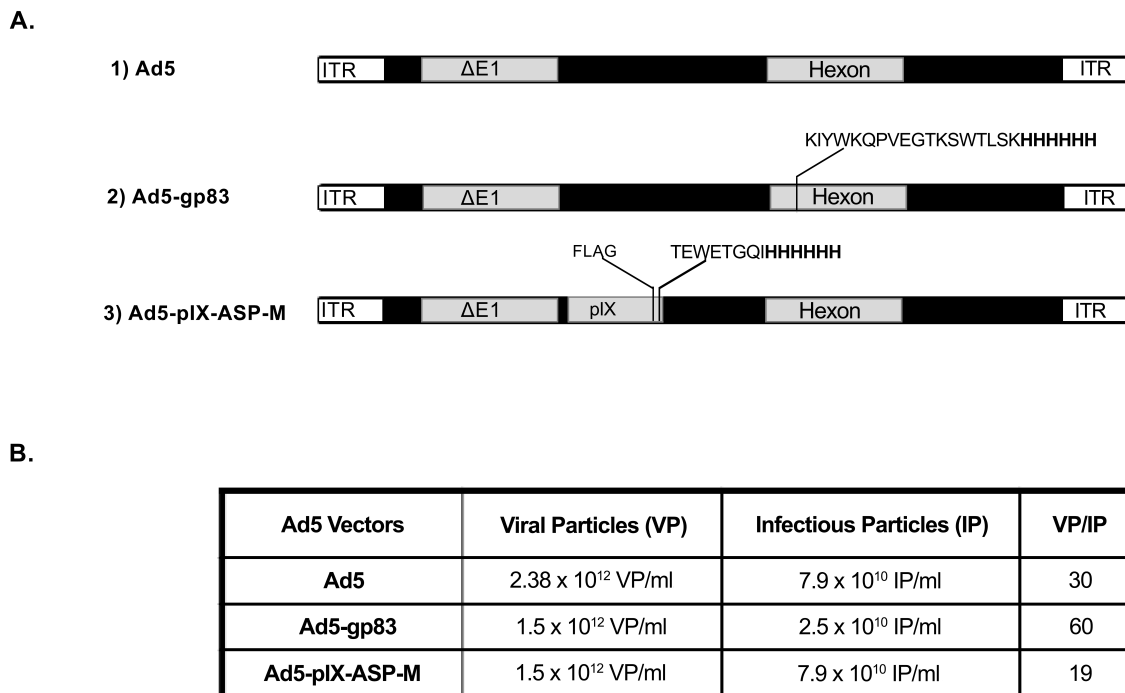 A.
1) Ad5 ITR ΔE1 Hexon ITR
KIYWKQPVEGTKSWTLSKHHHHHH
2) Ad5-gp83 ITR ΔE1 Hexon ITR
FLAG TEWETGQIHHHHHH
3) Ad5-pIX-ASP-M ITR ΔE1 pIX Hexon ITR
B.
Ad5 Vectors Viral Particles (VP) Infectious Particles (IP) VP/IP
Ad5 2.38 x 10¹² VP/ml 7.9 x 10¹⁰ IP/ml 30
Ad5-gp83 1.5 x 10¹² VP/ml 2.5 x 10¹⁰ IP/ml 60
Ad5-pIX-ASP-M 1.5 x 10¹² VP/ml 7.9 x 10¹⁰ IP/ml 19